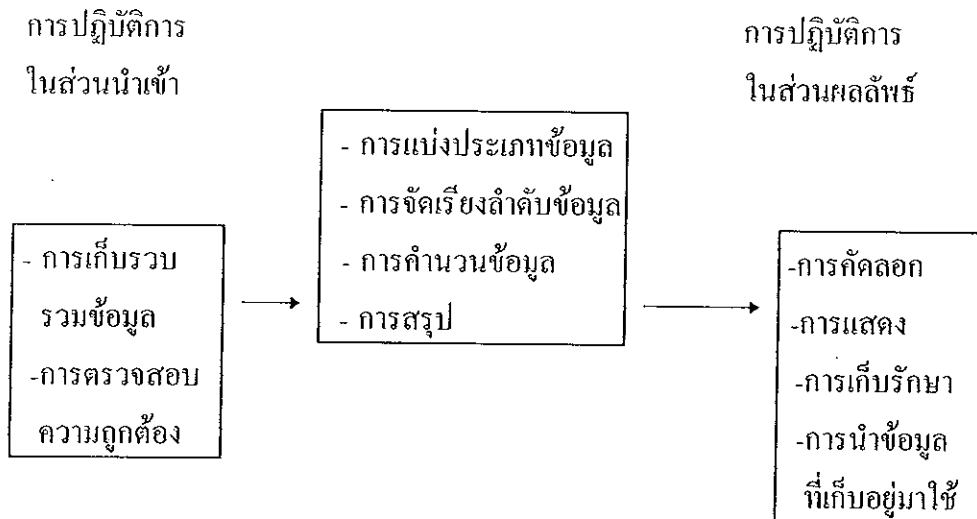 การปฏิบัติการ
ในส่วนนำเข้า
การปฏิบัติการ
ในส่วนผลลัพธ์
- การแบ่งประเภทข้อมูล
- การจัดเรียงลำดับข้อมูล
- การคำนวนข้อมูล
- การสรุป
- การเก็บรวบ
รวมข้อมูล
-การตรวจสอบ
ความถูกต้อง
-การคัดลอก
-การแสดง
-การเก็บรักษา
-การนำข้อมูล
ที่เก็บอยู่มาใช้